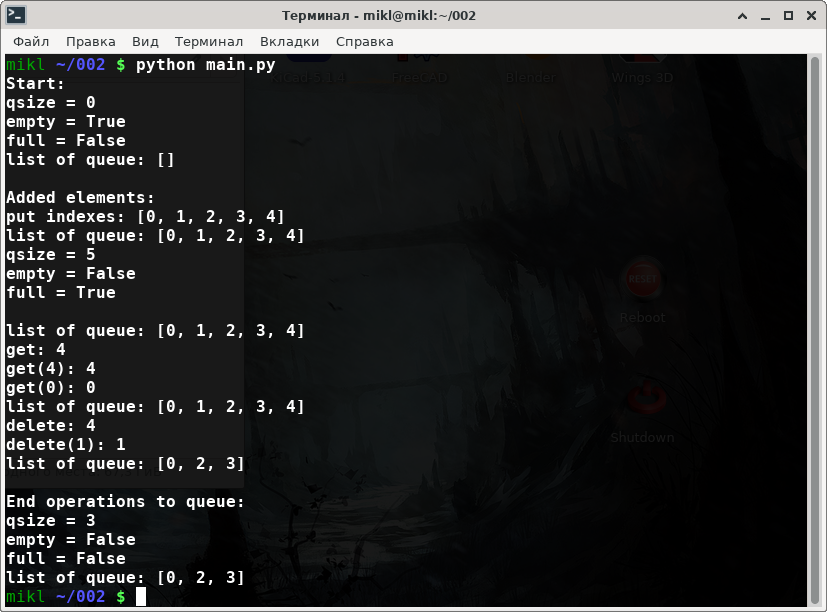 Терминал - mikl@mikl:~/002
Файл Правка Вид Терминал Вкладки Справка
mikl ~/002 $ python main.py
Start:
qsize = 0
empty = True
full = False
list of queue: []
Added elements:
put indexes: [0, 1, 2, 3, 4]
list of queue: [0, 1, 2, 3, 4]
qsize = 5
empty = False
full = True
list of queue: [0, 1, 2, 3, 4]
get: 4
get(4): 4
get(0): 0
list of queue: [0, 1, 2, 3, 4]
delete: 4
delete(1): 1
list of queue: [0, 2, 3]
End operations to queue:
qsize = 3
empty = False
full = False
list of queue: [0, 2, 3]
mikl ~/002 $
FreeCAD
Blender
Wings 3D
RESET
Reboot
Shutdown